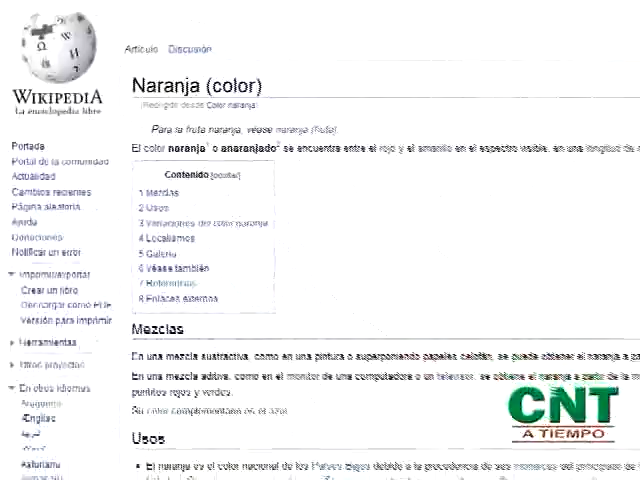 WIKIPEDIA
La enciclopedia libre
Portada
Portal de la comunidad
Actualidad
Cambios recientes
Página aleatoria
Ayuda
Donaciones
Notificar un error
Imprimir/exportar
Crear un libro
Descargar como PDF
Versión para imprimir
Herramientas
Otros proyectos
En otros idiomas
Aragonés
Ænglisc
Asturianu
Artículo Discusión
Naranja (color)
(Redirigido desde Color naranja)
Para la fruta naranja, véase naranja (fruta).
El color naranja¹ o anaranjado² se encuentra entre el rojo y el amarillo en el espectro visible, en una longitud de
Contenido [ocultar]
1 Mezclas
2 Usos
3 Variaciones del color naranja
4 Localismos
5 Galería
6 Véase también
7 Referencias
8 Enlaces externos
Mezclas
En una mezcla sustractiva, como en una pintura o superponiendo papeles celofán, se puede obtener el naranja a
En una mezcla aditiva, como en el monitor de una computadora o un televisor, se obtiene el naranja a partir de la
puntitos rojos y verdes.
Su color complementario es el azul.
Usos
El naranja es el color nacional de los Países Bajos debido a la procedencia de sus monarcas del principado de
CNT
A TIEMPO